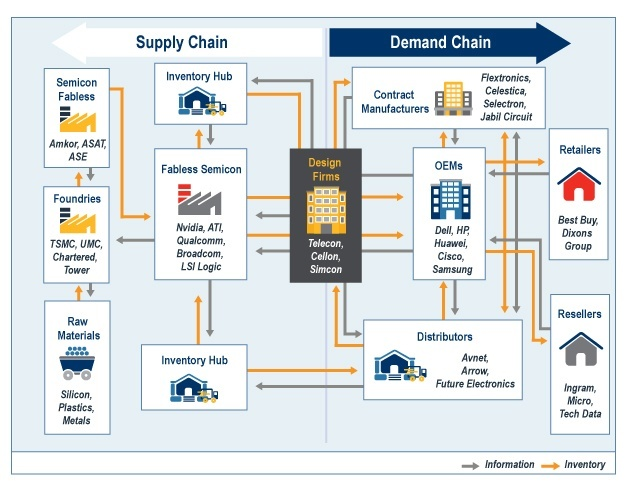 Supply Chain
Demand Chain
Semicon
Fabless
Amkor, ASAT,
ASE
Foundries
TSMC, UMC,
Chartered,
Tower
Raw
Materials
Silicon,
Plastics,
Metals
Inventory Hub
Fabless Semicon
Nvidia, ATI,
Qualcomm,
Broadcom,
LSI Logic
Inventory Hub
Design
Firms
Telecon,
Cellon,
Simcon
Contract
Manufacturers
Flextronics,
Celestica,
Selectron,
Jabil Circuit
OEMs
Dell, HP,
Huawei,
Cisco,
Samsung
Distributors
Avnet,
Arrow,
Future Electronics
Retailers
Best Buy,
Dixons
Group
Resellers
Ingram,
Micro,
Tech Data
Information
Inventory